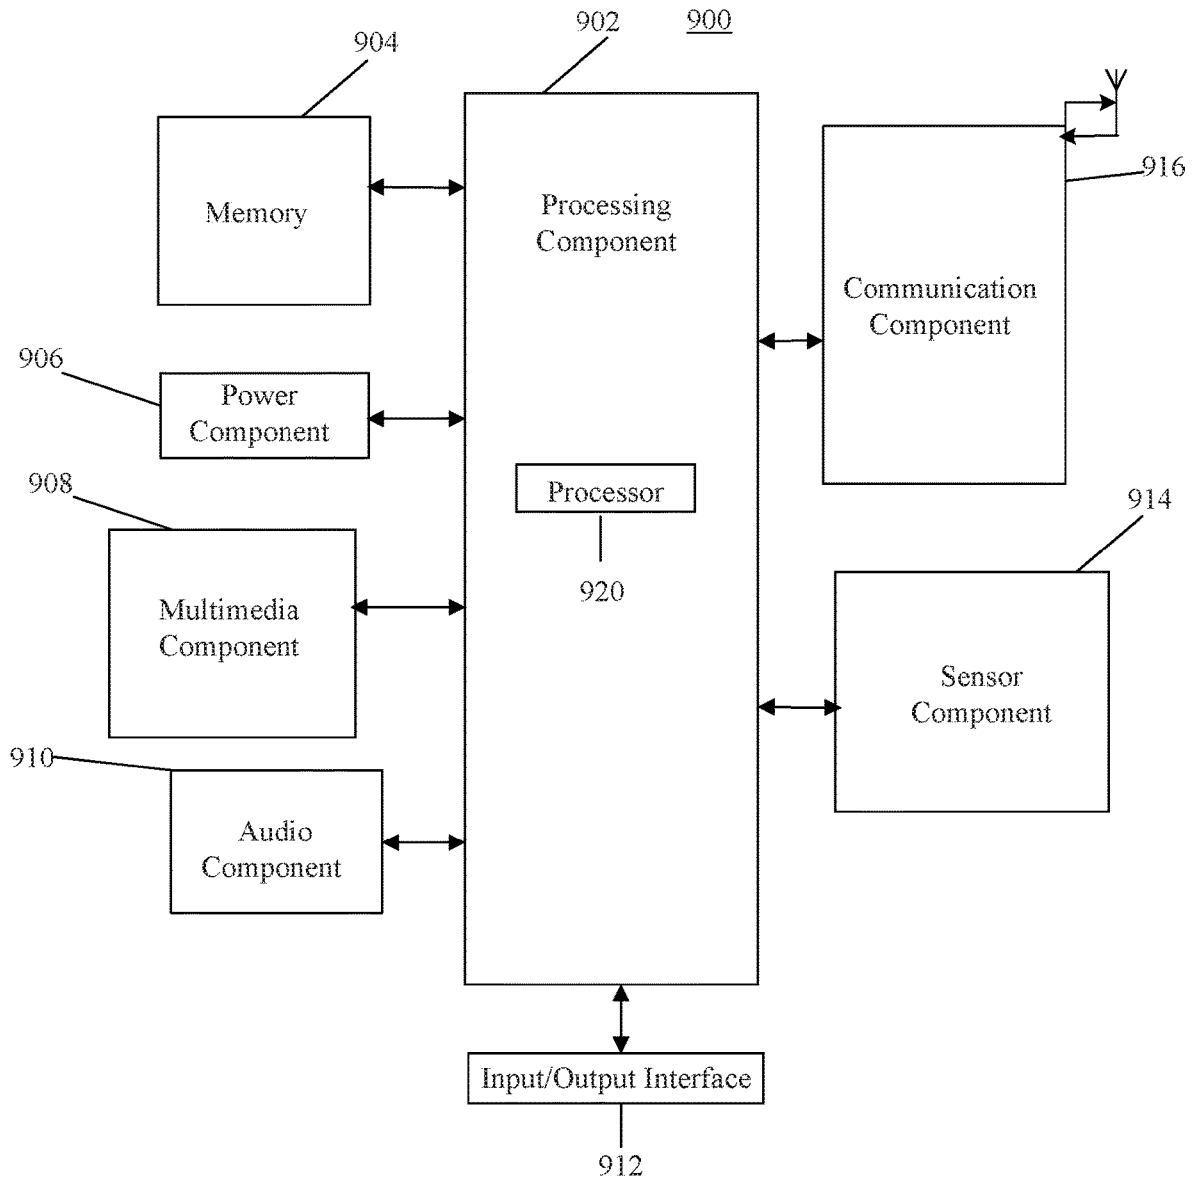 902
900
904
916
Memory
Processing
Component
Communication
Component
906
Power
Component
908
Processor
914
920
Multimedia
Component
Sensor
Component
910
Audio
Component
Input/Output Interface
912